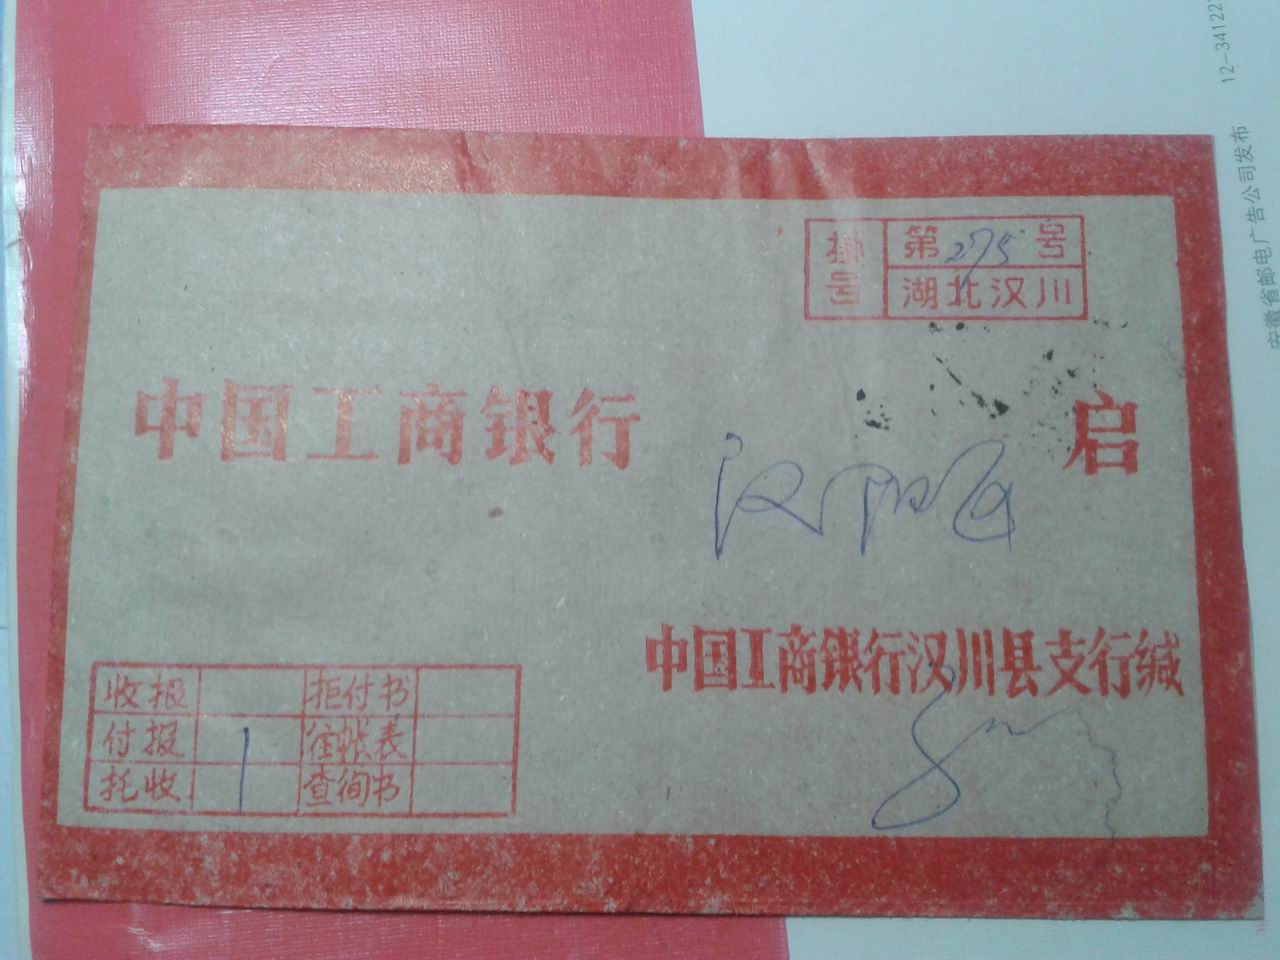 12-34122
安徽省邮电广告公司发布
掛号 第275号
湖北汉川
中国工商银行 启
汉阳
中国工商银行汉川县支行缄
收报 拒付书
付报 往帐表
托收 1 查询书